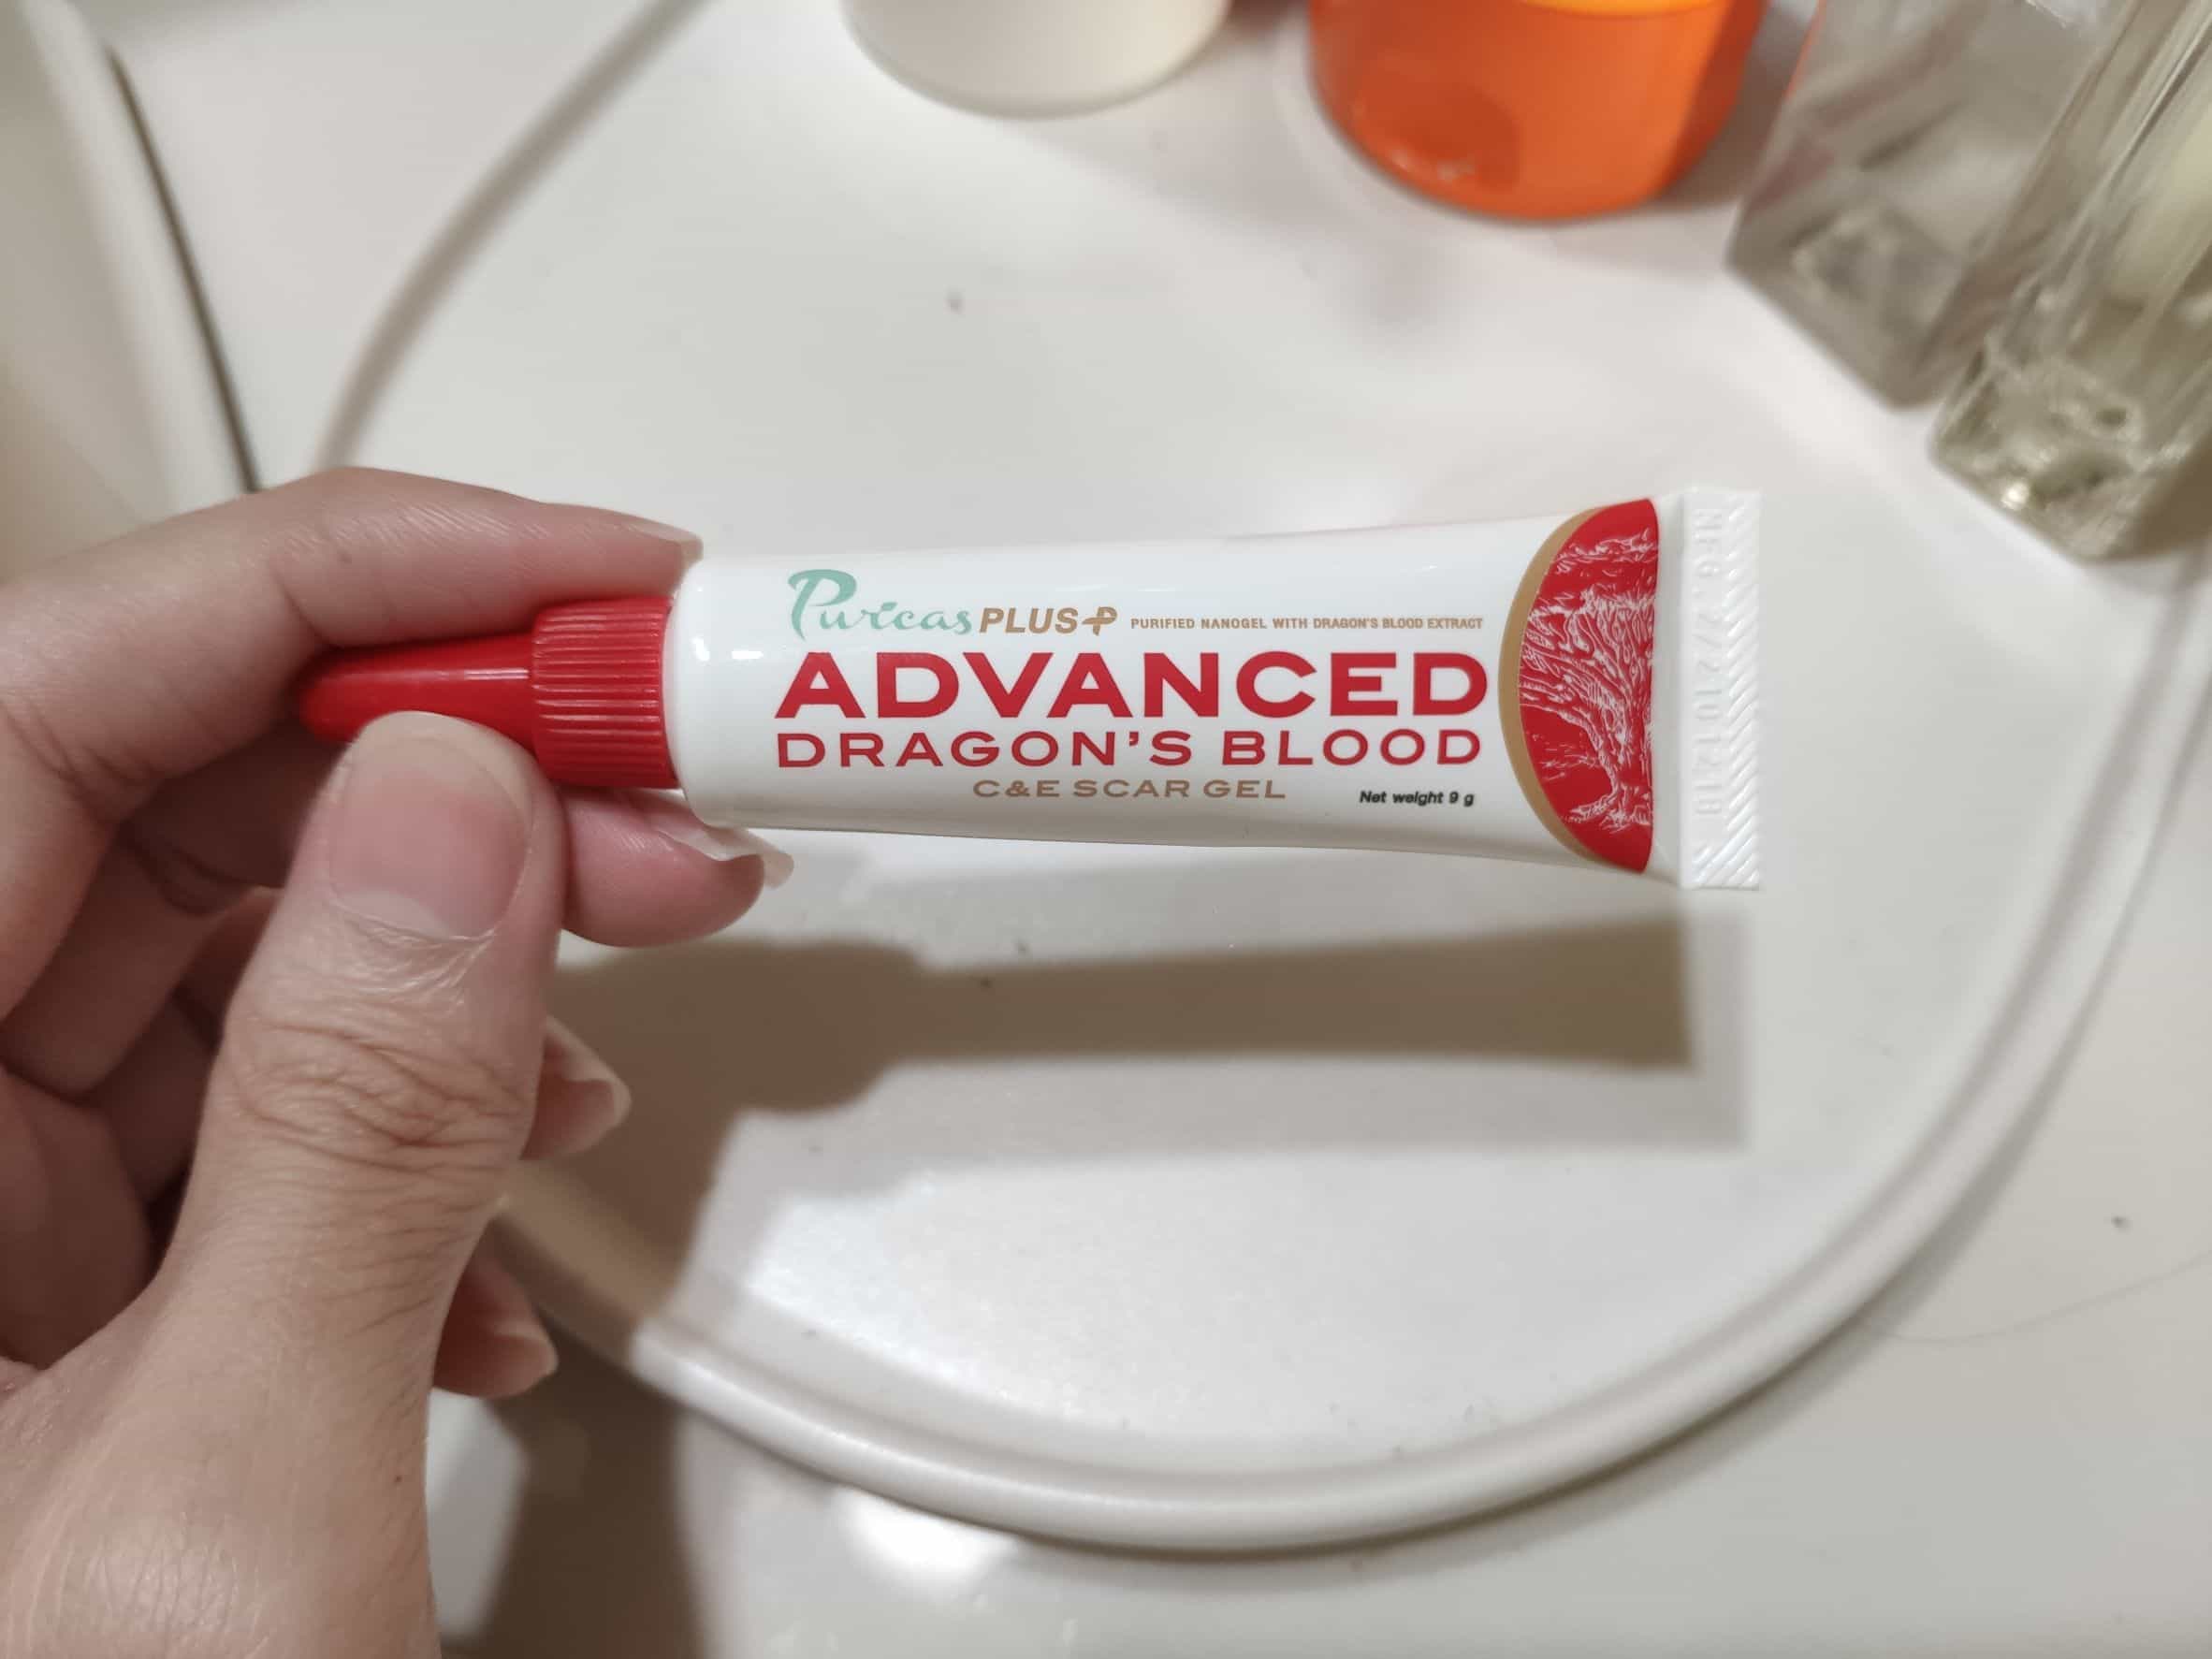 Puricas PLUS+ PURIFIED NANOGEL WITH DRAGON'S BLOOD EXTRACT
ADVANCED
DRAGON'S BLOOD
C&E SCAR GEL
Net weight 9 g